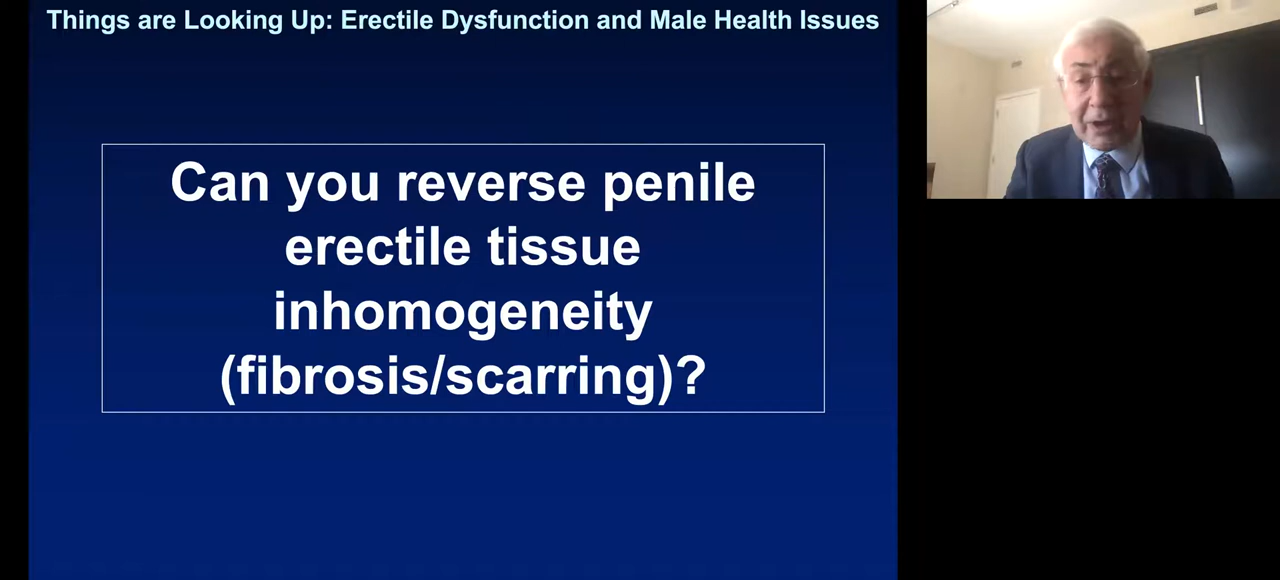 Things are Looking Up: Erectile Dysfunction and Male Health Issues
Can you reverse penile
erectile tissue
inhomogeneity
(fibrosis/scarring)?